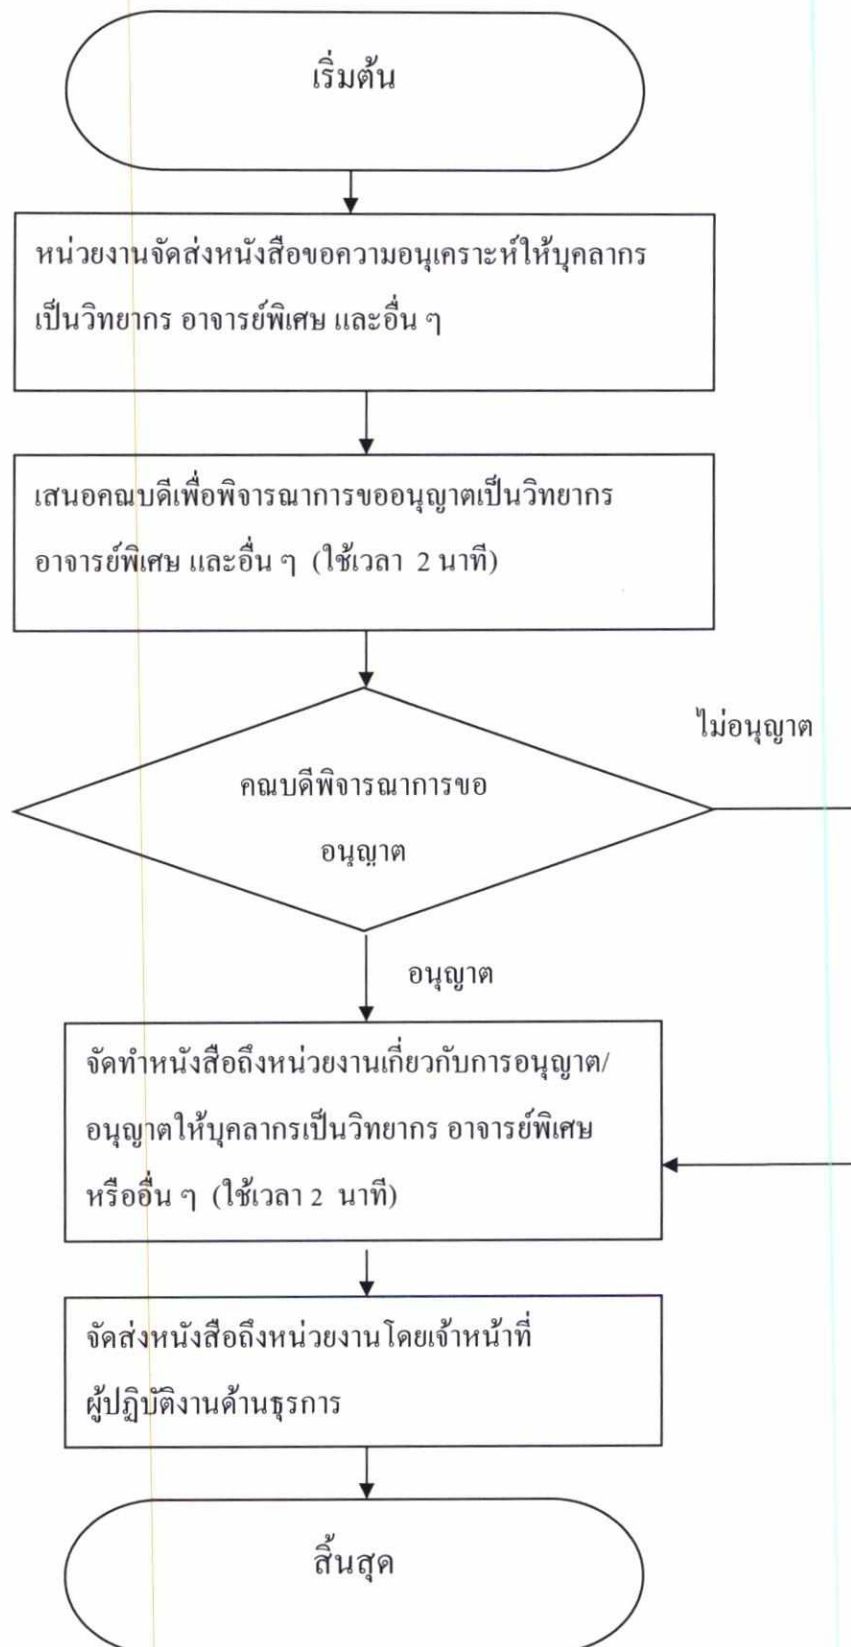 เริ่มต้น
หน่วยงานจัดส่งหนังสือขอความอนุเคราะห์ให้บุคลากร
เป็นวิทยากร อาจารย์พิเศษ และอื่น ๆ
เสนอคณบดีเพื่อพิจารณาการขออนุญาตเป็นวิทยากร
อาจารย์พิเศษ และอื่น ๆ (ใช้เวลา 2 นาที)
ไม่อนุญาต
คณบดีพิจารณาการขอ
อนุญาต
อนุญาต
จัดทำหนังสือถึงหน่วยงานเกี่ยวกับการอนุญาต/
อนุญาตให้บุคลากรเป็นวิทยากร อาจารย์พิเศษ
หรืออื่น ๆ (ใช้เวลา 2 นาที)
จัดส่งหนังสือถึงหน่วยงานโดยเจ้าหน้าที่
ผู้ปฏิบัติงานด้านธุรการ
สิ้นสุด